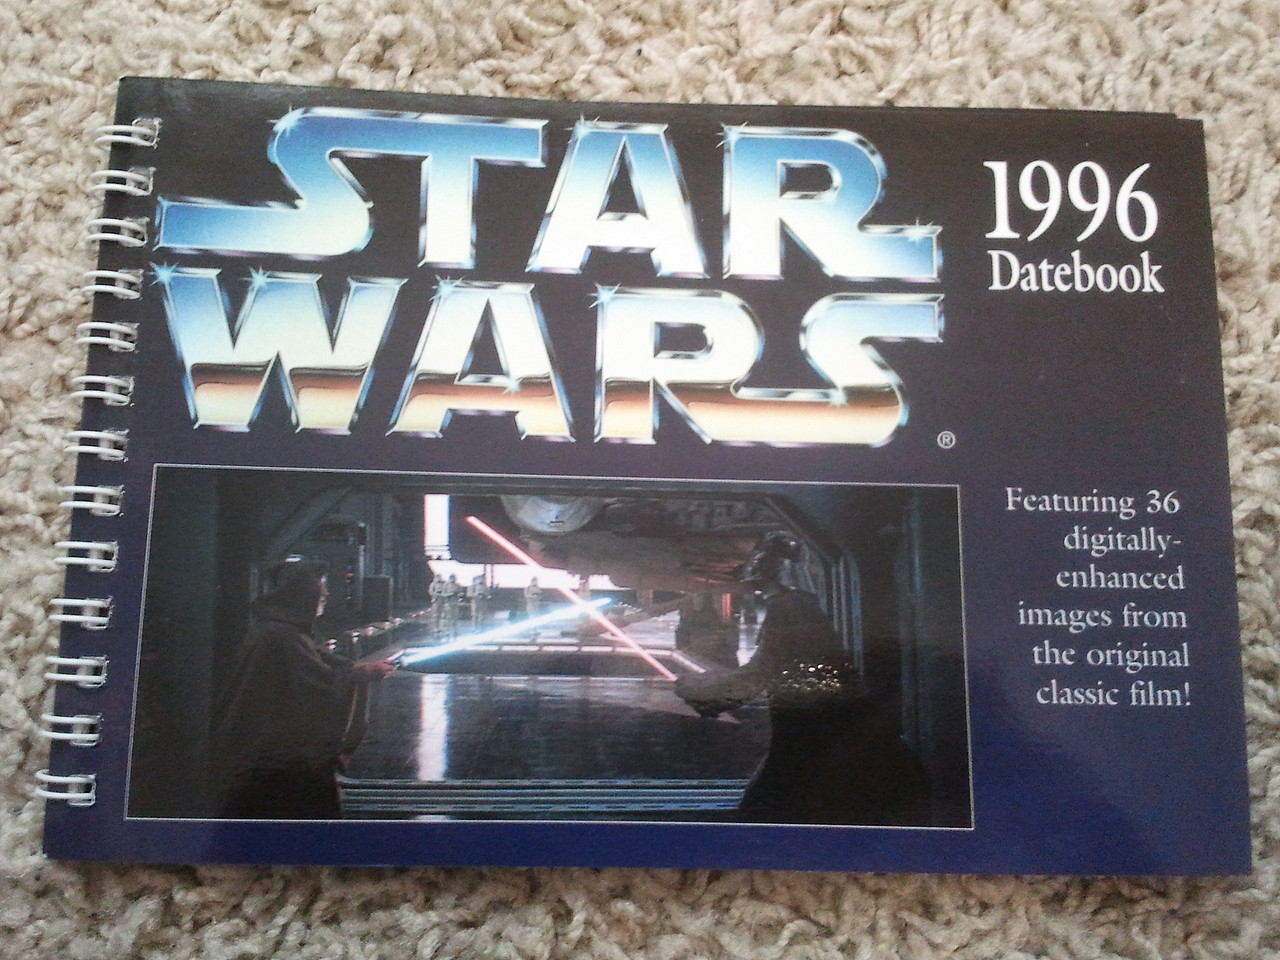 STAR
WARS
®
1996
Datebook
Featuring 36
digitally-
enhanced
images from
the original
classic film!